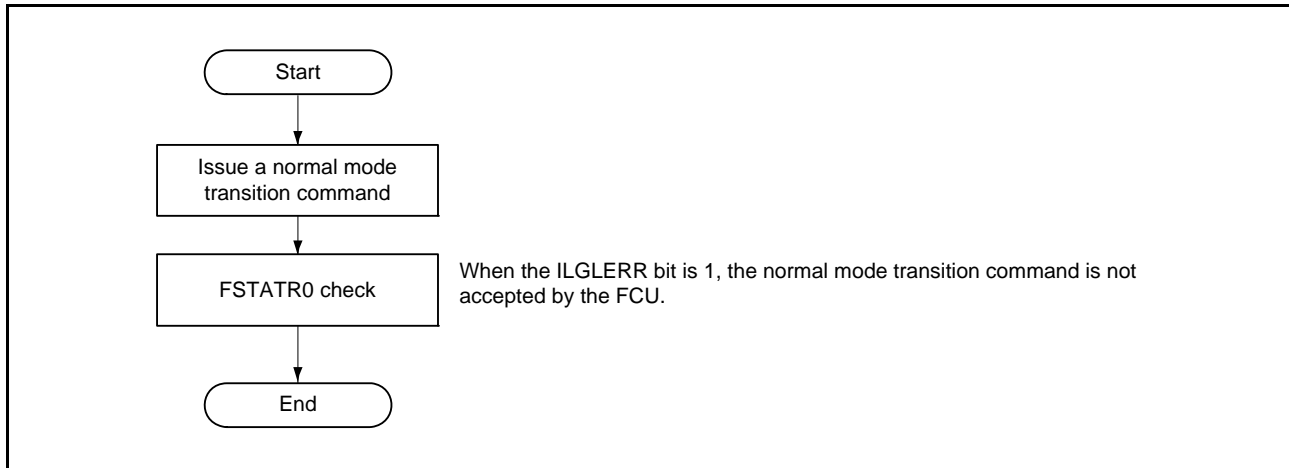 Start
Issue a normal mode
transition command
FSTATR0 check
When the ILGLERR bit is 1, the normal mode transition command is not
accepted by the FCU.
End